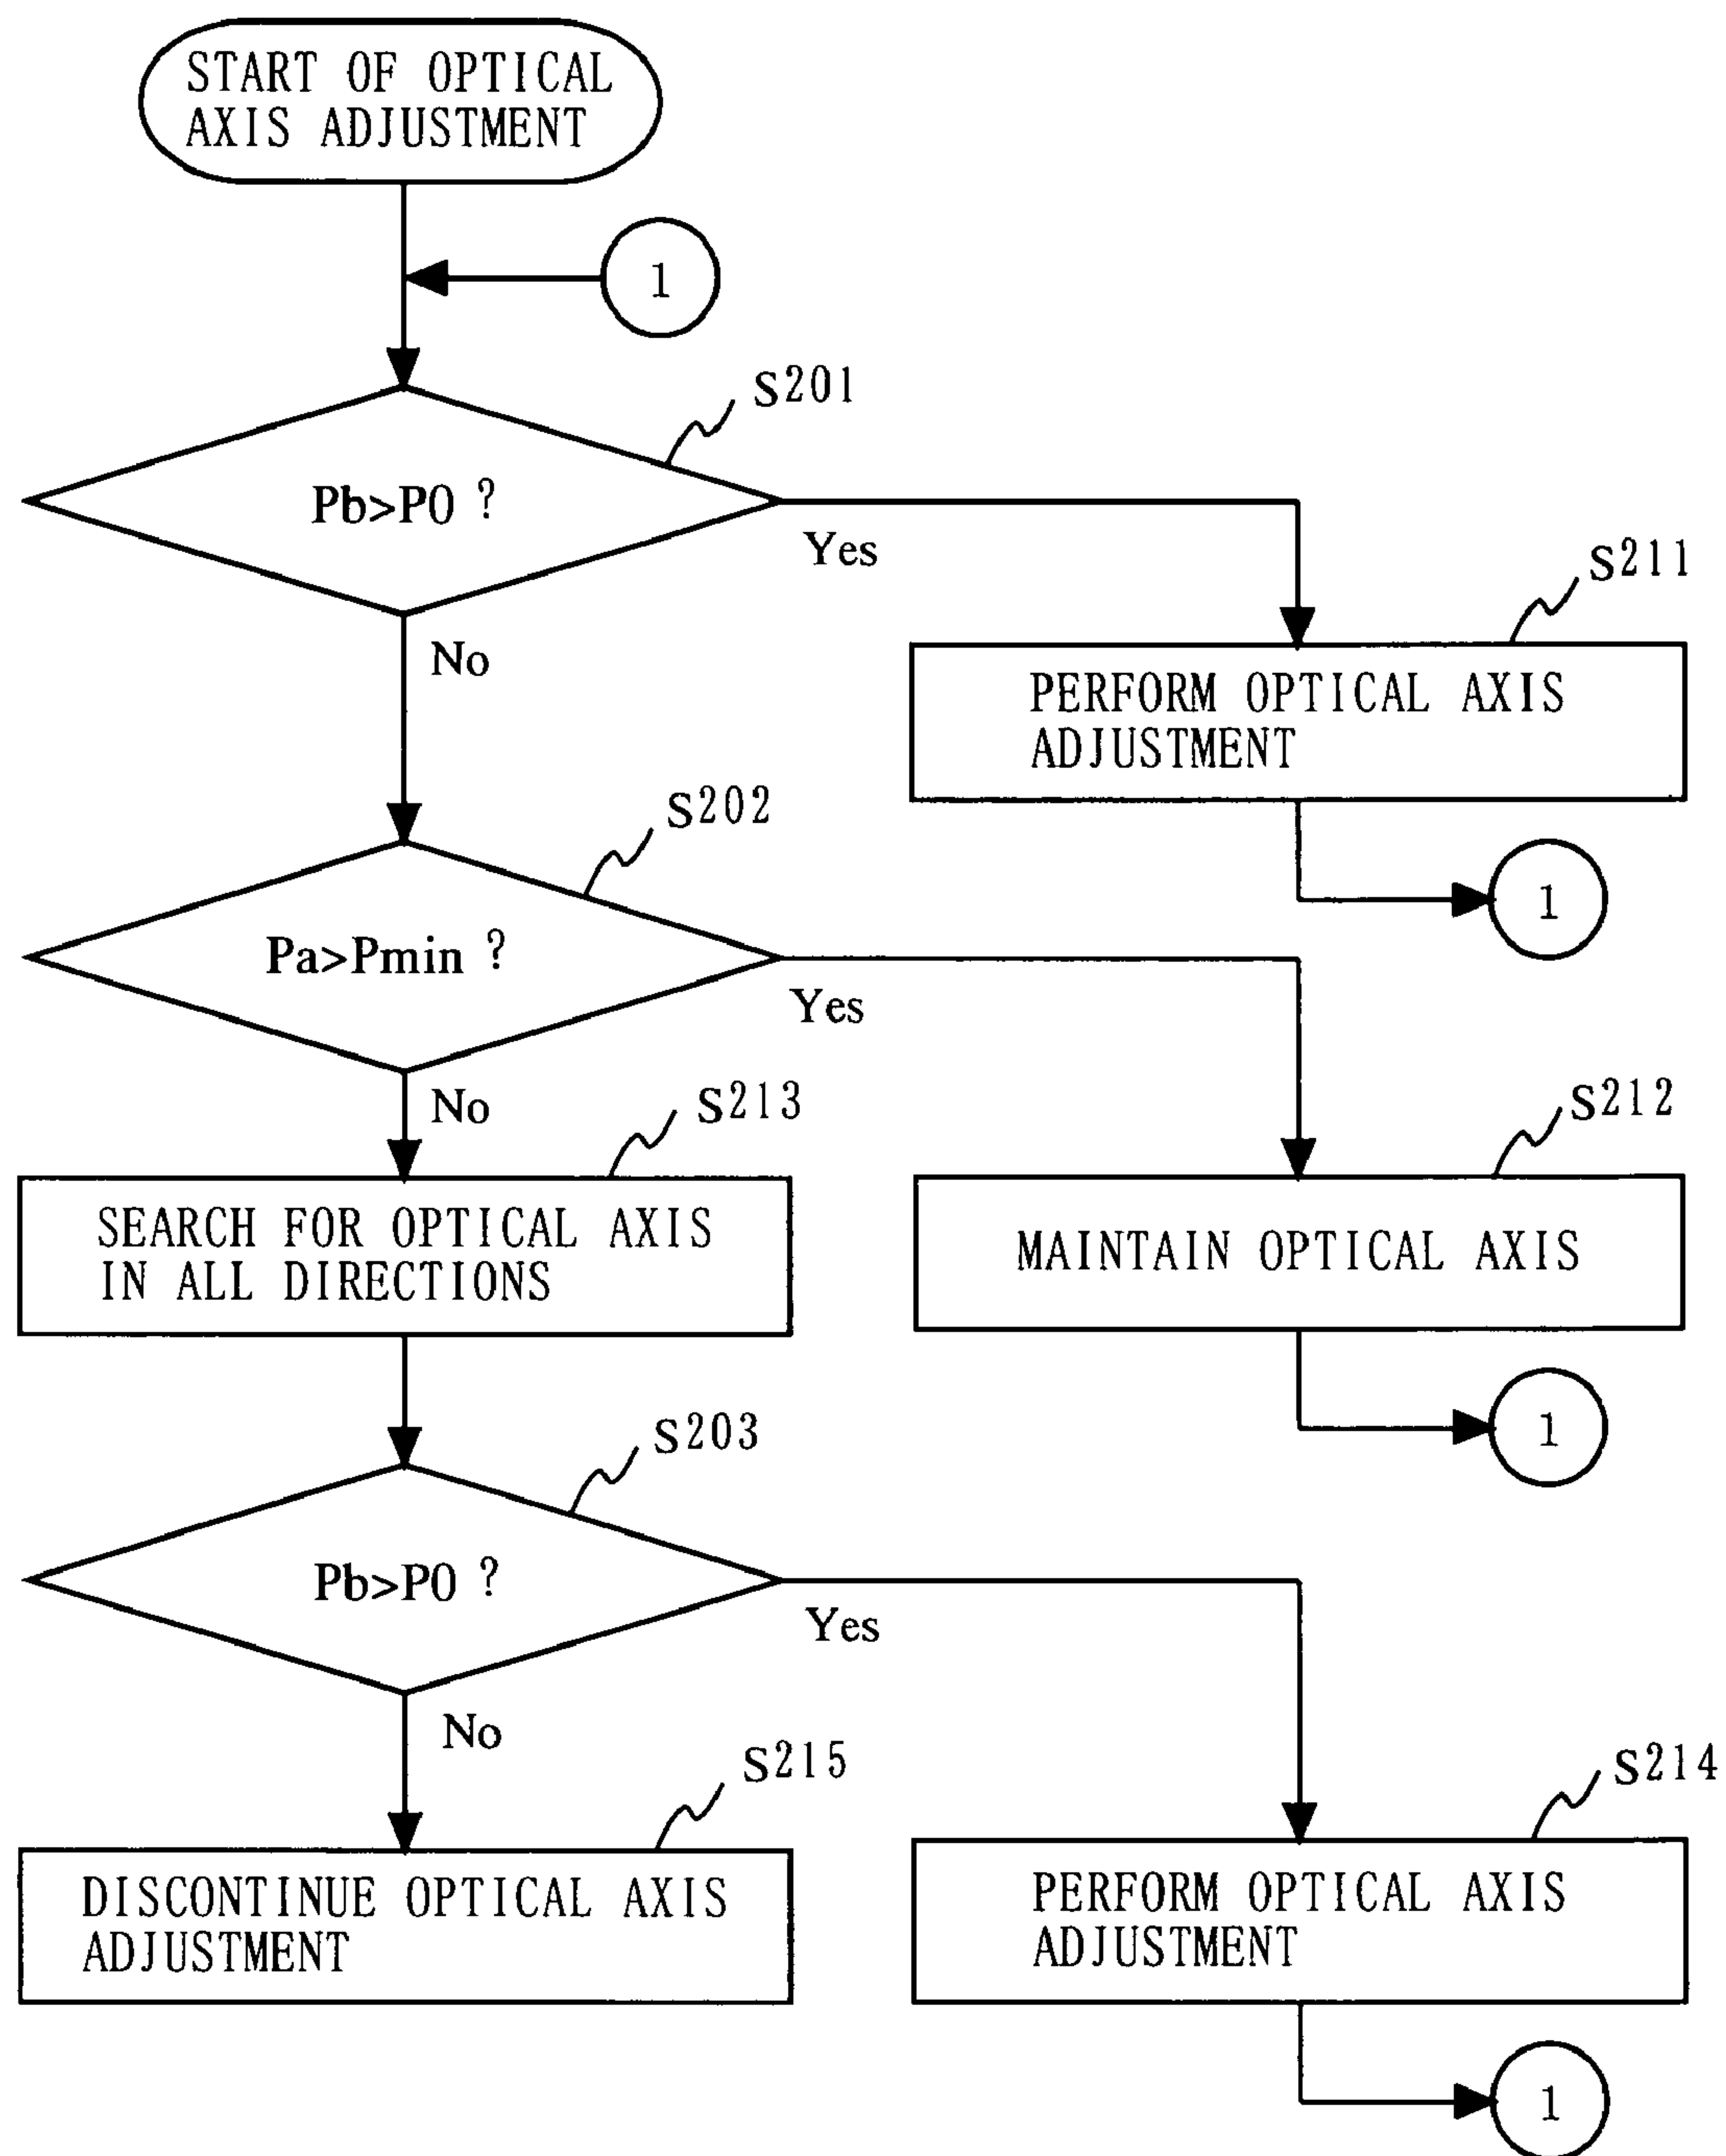 START OF OPTICAL
AXIS ADJUSTMENT
1
S201
Pb>P0 ?
Yes
No
S211
PERFORM OPTICAL AXIS
ADJUSTMENT
1
S202
Pa>Pmin ?
Yes
No
S212
MAINTAIN OPTICAL AXIS
1
S213
SEARCH FOR OPTICAL AXIS
IN ALL DIRECTIONS
S203
Pb>P0 ?
Yes
No
S214
PERFORM OPTICAL AXIS
ADJUSTMENT
1
S215
DISCONTINUE OPTICAL AXIS
ADJUSTMENT